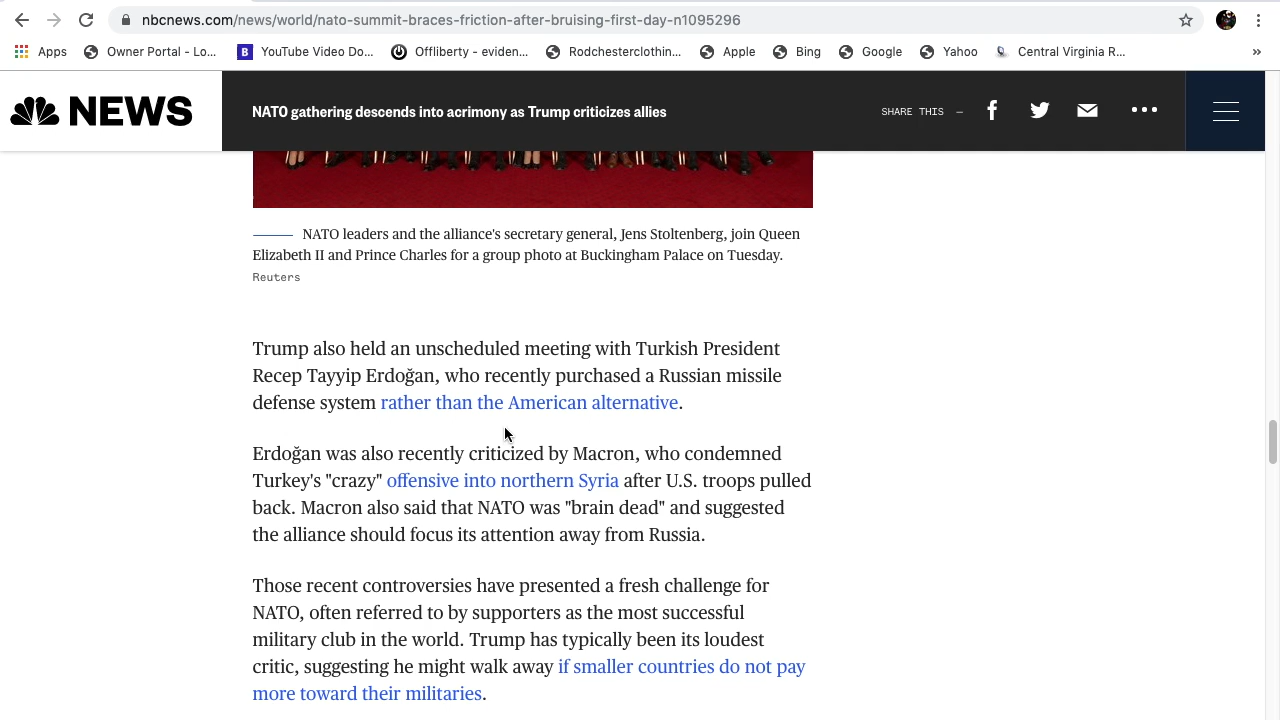 nbcnews.com/news/world/nato-summit-braces-friction-after-bruising-first-day-n1095296
Apps Owner Portal - Lo... B YouTube Video Do... Offliberty - eviden... Rodchesterclothin... Apple Bing Google Yahoo Central Virginia R... »
NEWS NATO gathering descends into acrimony as Trump criticizes allies SHARE THIS —
NATO leaders and the alliance's secretary general, Jens Stoltenberg, join Queen
Elizabeth II and Prince Charles for a group photo at Buckingham Palace on Tuesday.
Reuters
Trump also held an unscheduled meeting with Turkish President
Recep Tayyip Erdoğan, who recently purchased a Russian missile
defense system rather than the American alternative.
Erdoğan was also recently criticized by Macron, who condemned
Turkey's "crazy" offensive into northern Syria after U.S. troops pulled
back. Macron also said that NATO was "brain dead" and suggested
the alliance should focus its attention away from Russia.
Those recent controversies have presented a fresh challenge for
NATO, often referred to by supporters as the most successful
military club in the world. Trump has typically been its loudest
critic, suggesting he might walk away if smaller countries do not pay
more toward their militaries.